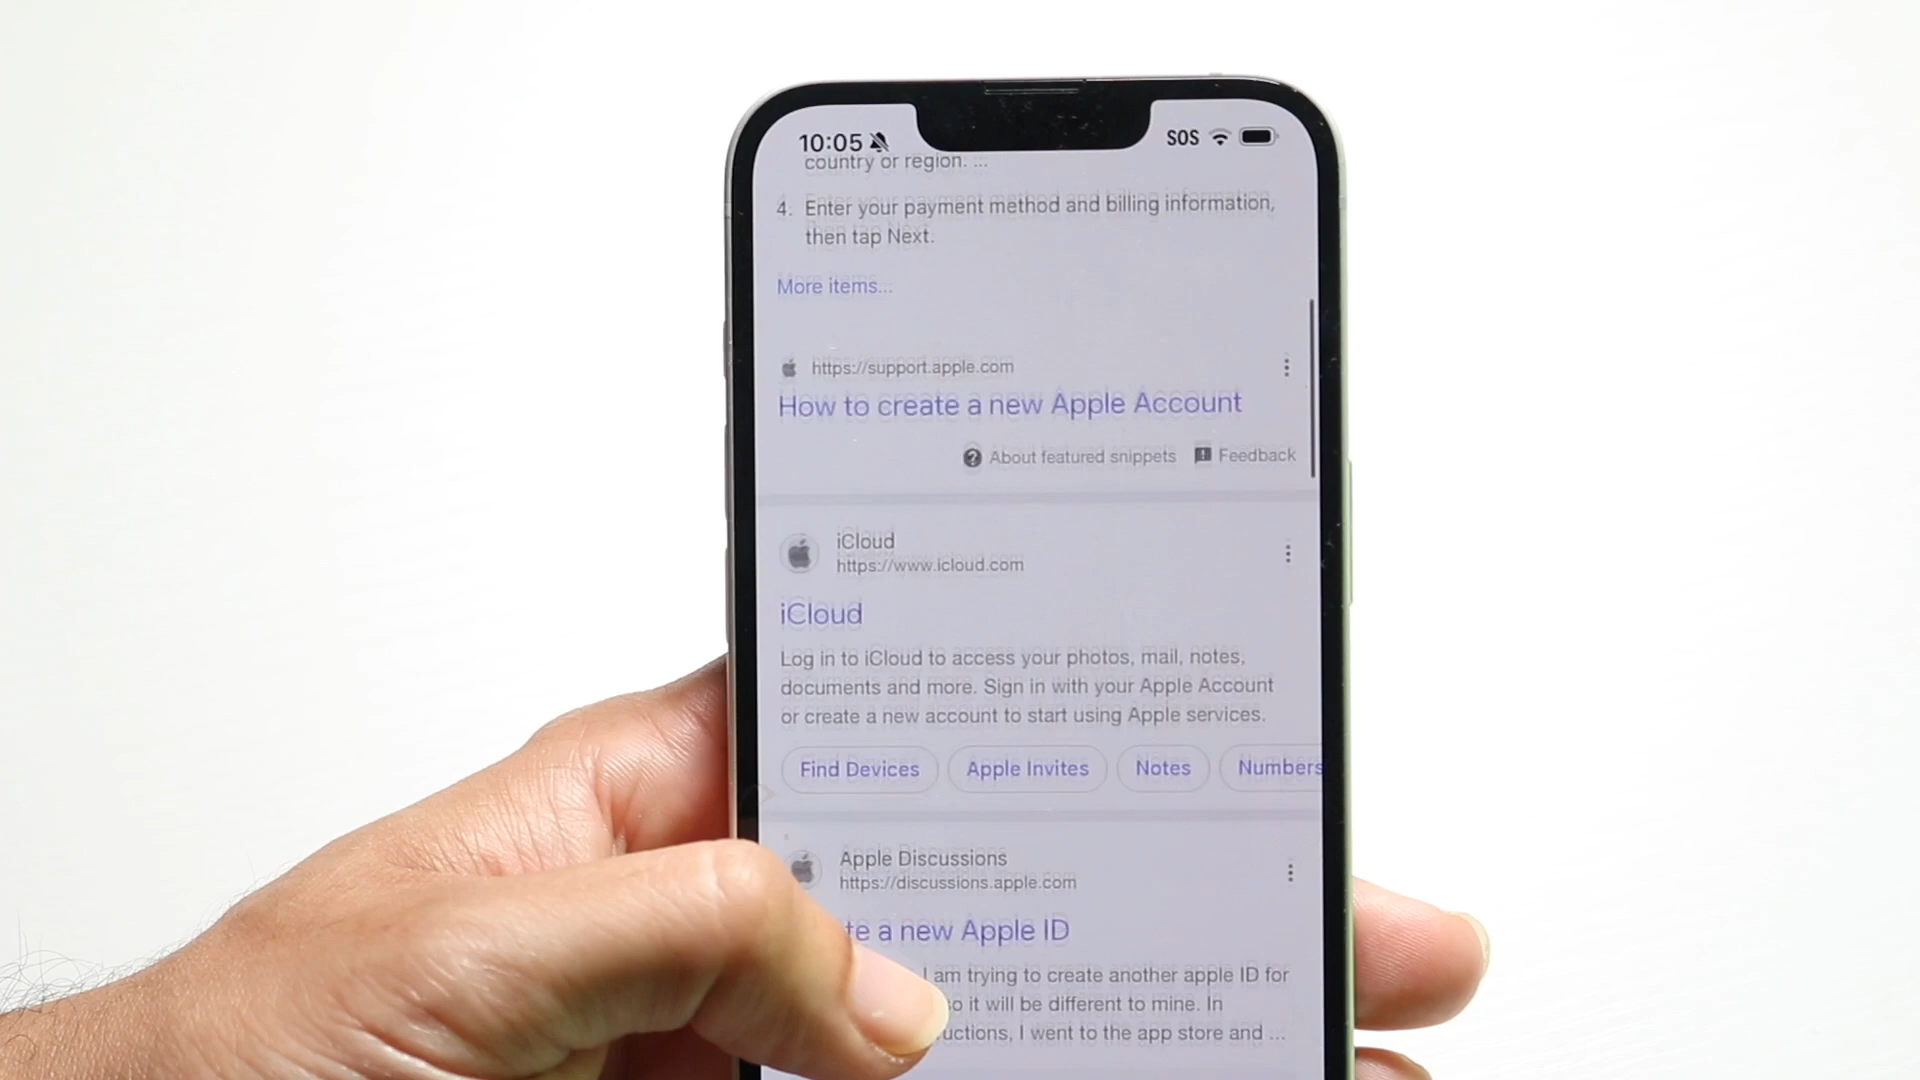 10:05
SOS
country or region. ...
4. Enter your payment method and billing information,
then tap Next.
More items...
https://support.apple.com
How to create a new Apple Account
About featured snippets
Feedback
iCloud
https://www.icloud.com
iCloud
Log in to iCloud to access your photos, mail, notes,
documents and more. Sign in with your Apple Account
or create a new account to start using Apple services.
Find Devices
Apple Invites
Notes
Numbers
Apple Discussions
https://discussions.apple.com
te a new Apple ID
I am trying to create another apple ID for
so it will be different to mine. In
uctions, I went to the app store and ...